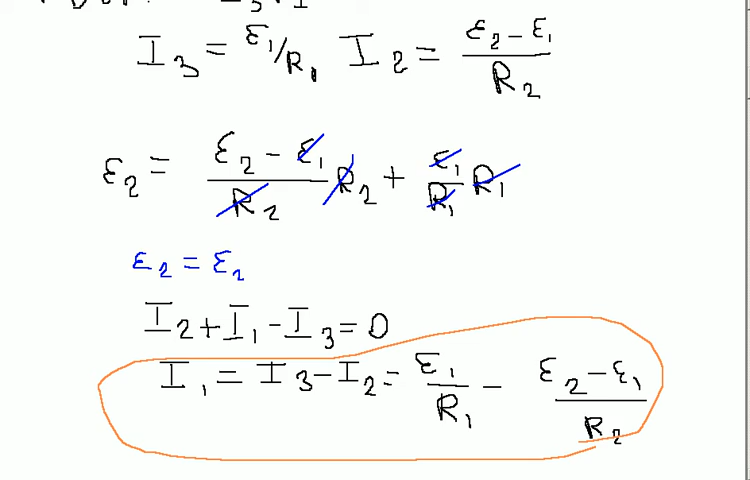 I₃ = ε₁/R₁ I₂ = (ε₂ - ε₁)/R₂
ε₂ = (ε₂ - ε₁)/R₂ R₂ + ε₁/R₁ R₁
ε₂ = ε₂
I₂ + I₁ - I₃ = 0
I₁ = I₃ - I₂ = ε₁/R₁ - (ε₂ - ε₁)/R₂